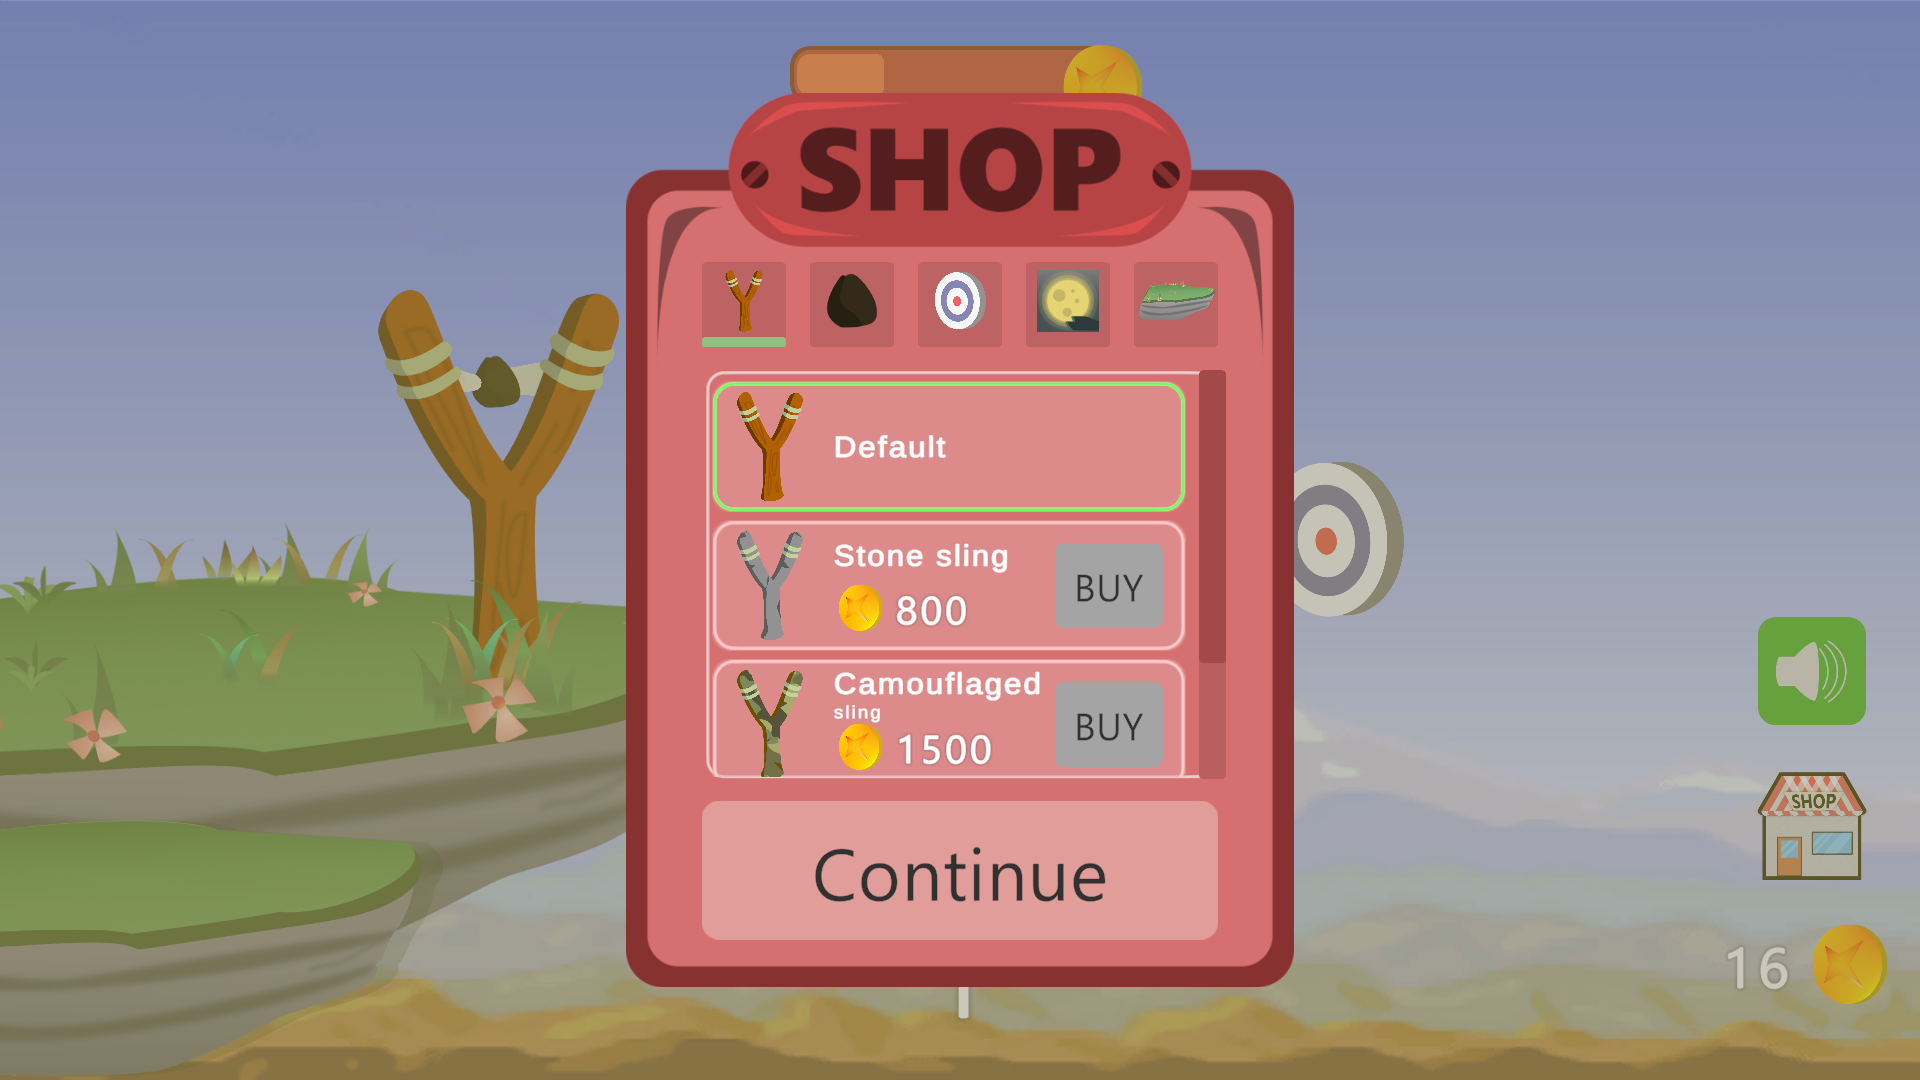 SHOP
Default
Stone sling
800
BUY
Camouflaged
sling
1500
BUY
Continue
SHOP
16